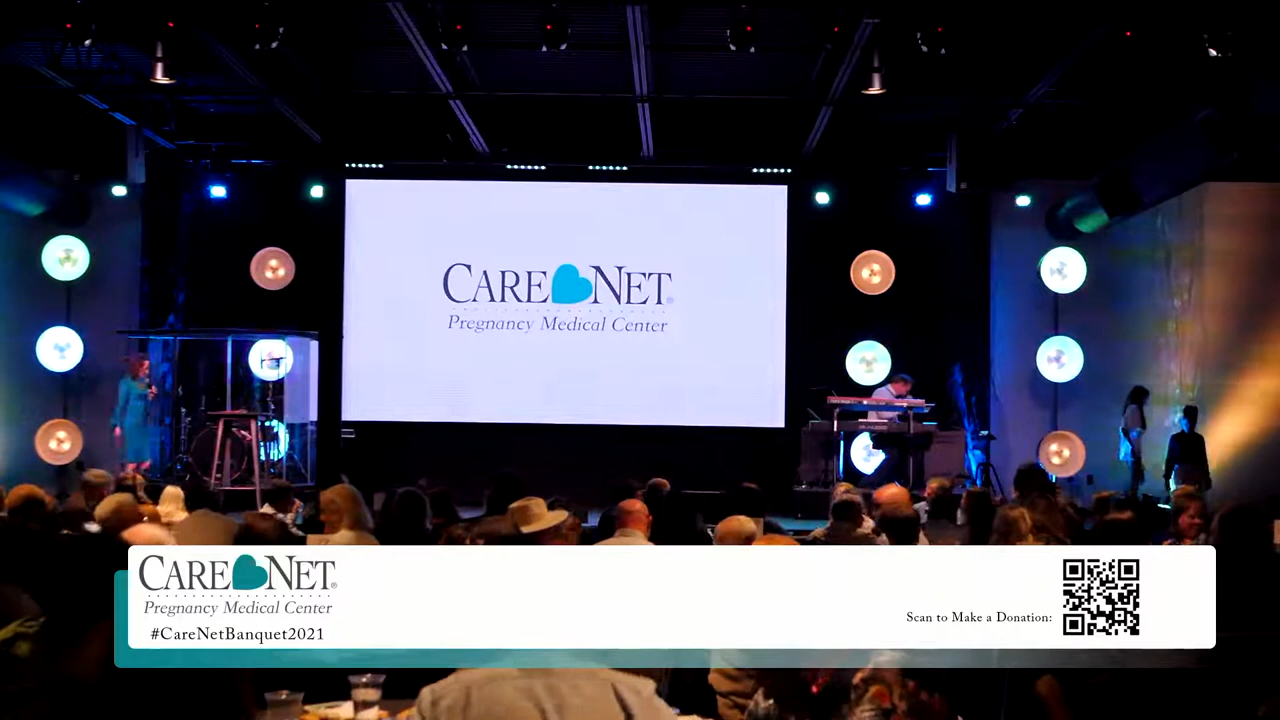 CARE NET®
Pregnancy Medical Center
CARE NET®
Pregnancy Medical Center
#CareNetBanquet2021
Scan to Make a Donation: